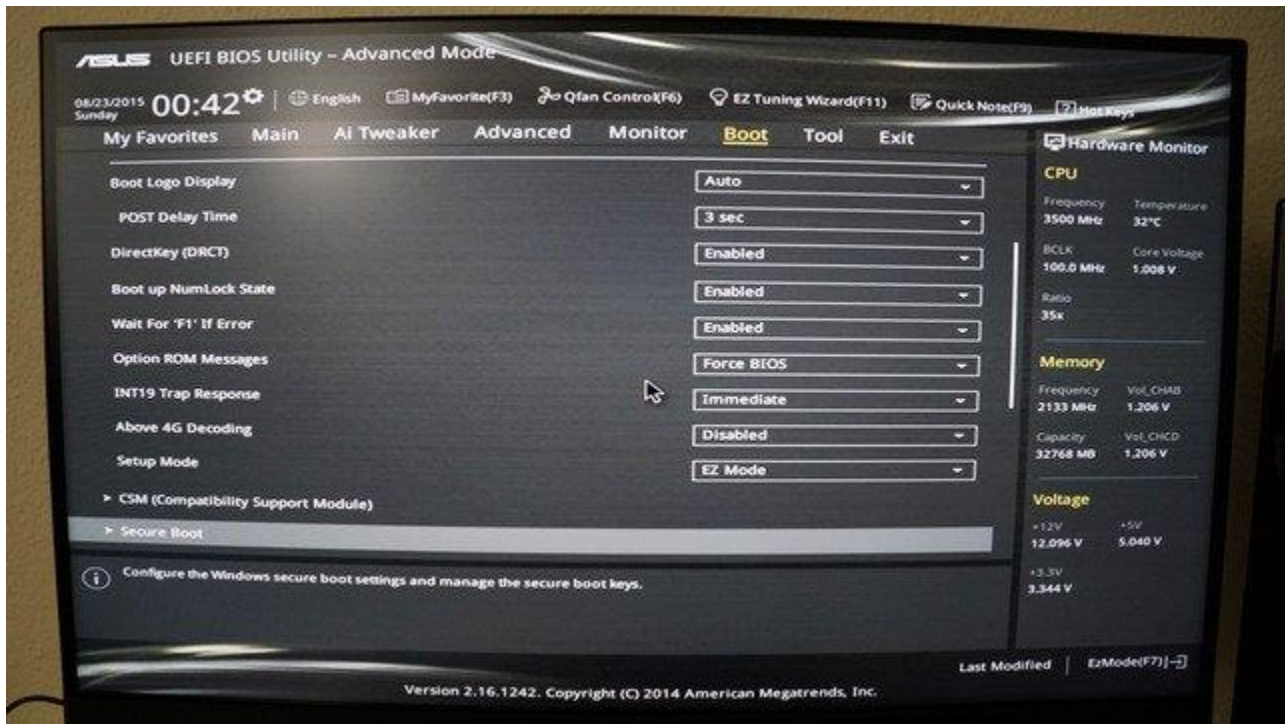 ASUS UEFI BIOS Utility – Advanced Mode
08/23/2015 Sunday 00:42 English MyFavorite(F3) Qfan Control(F6) EZ Tuning Wizard(F11) Quick Note(F9) ? Hot Keys
My Favorites Main Ai Tweaker Advanced Monitor Boot Tool Exit
Boot Logo Display Auto
POST Delay Time 3 sec
DirectKey (DRCT) Enabled
Boot up NumLock State Enabled
Wait For 'F1' If Error Enabled
Option ROM Messages Force BIOS
INT19 Trap Response Immediate
Above 4G Decoding Disabled
Setup Mode EZ Mode
> CSM (Compatibility Support Module)
> Secure Boot
i Configure the Windows secure boot settings and manage the secure boot keys.
Hardware Monitor
CPU
Frequency Temperature
3500 MHz 32°C
BCLK Core Voltage
100.0 MHz 1.008 V
Ratio
35x
Memory
Frequency Vol_CHAB
2133 MHz 1.206 V
Capacity Vol_CHCD
32768 MB 1.206 V
Voltage
+12V +5V
12.096 V 5.040 V
+3.3V
3.344 V
Last Modified | EzMode(F7)
Version 2.16.1242. Copyright (C) 2014 American Megatrends, Inc.